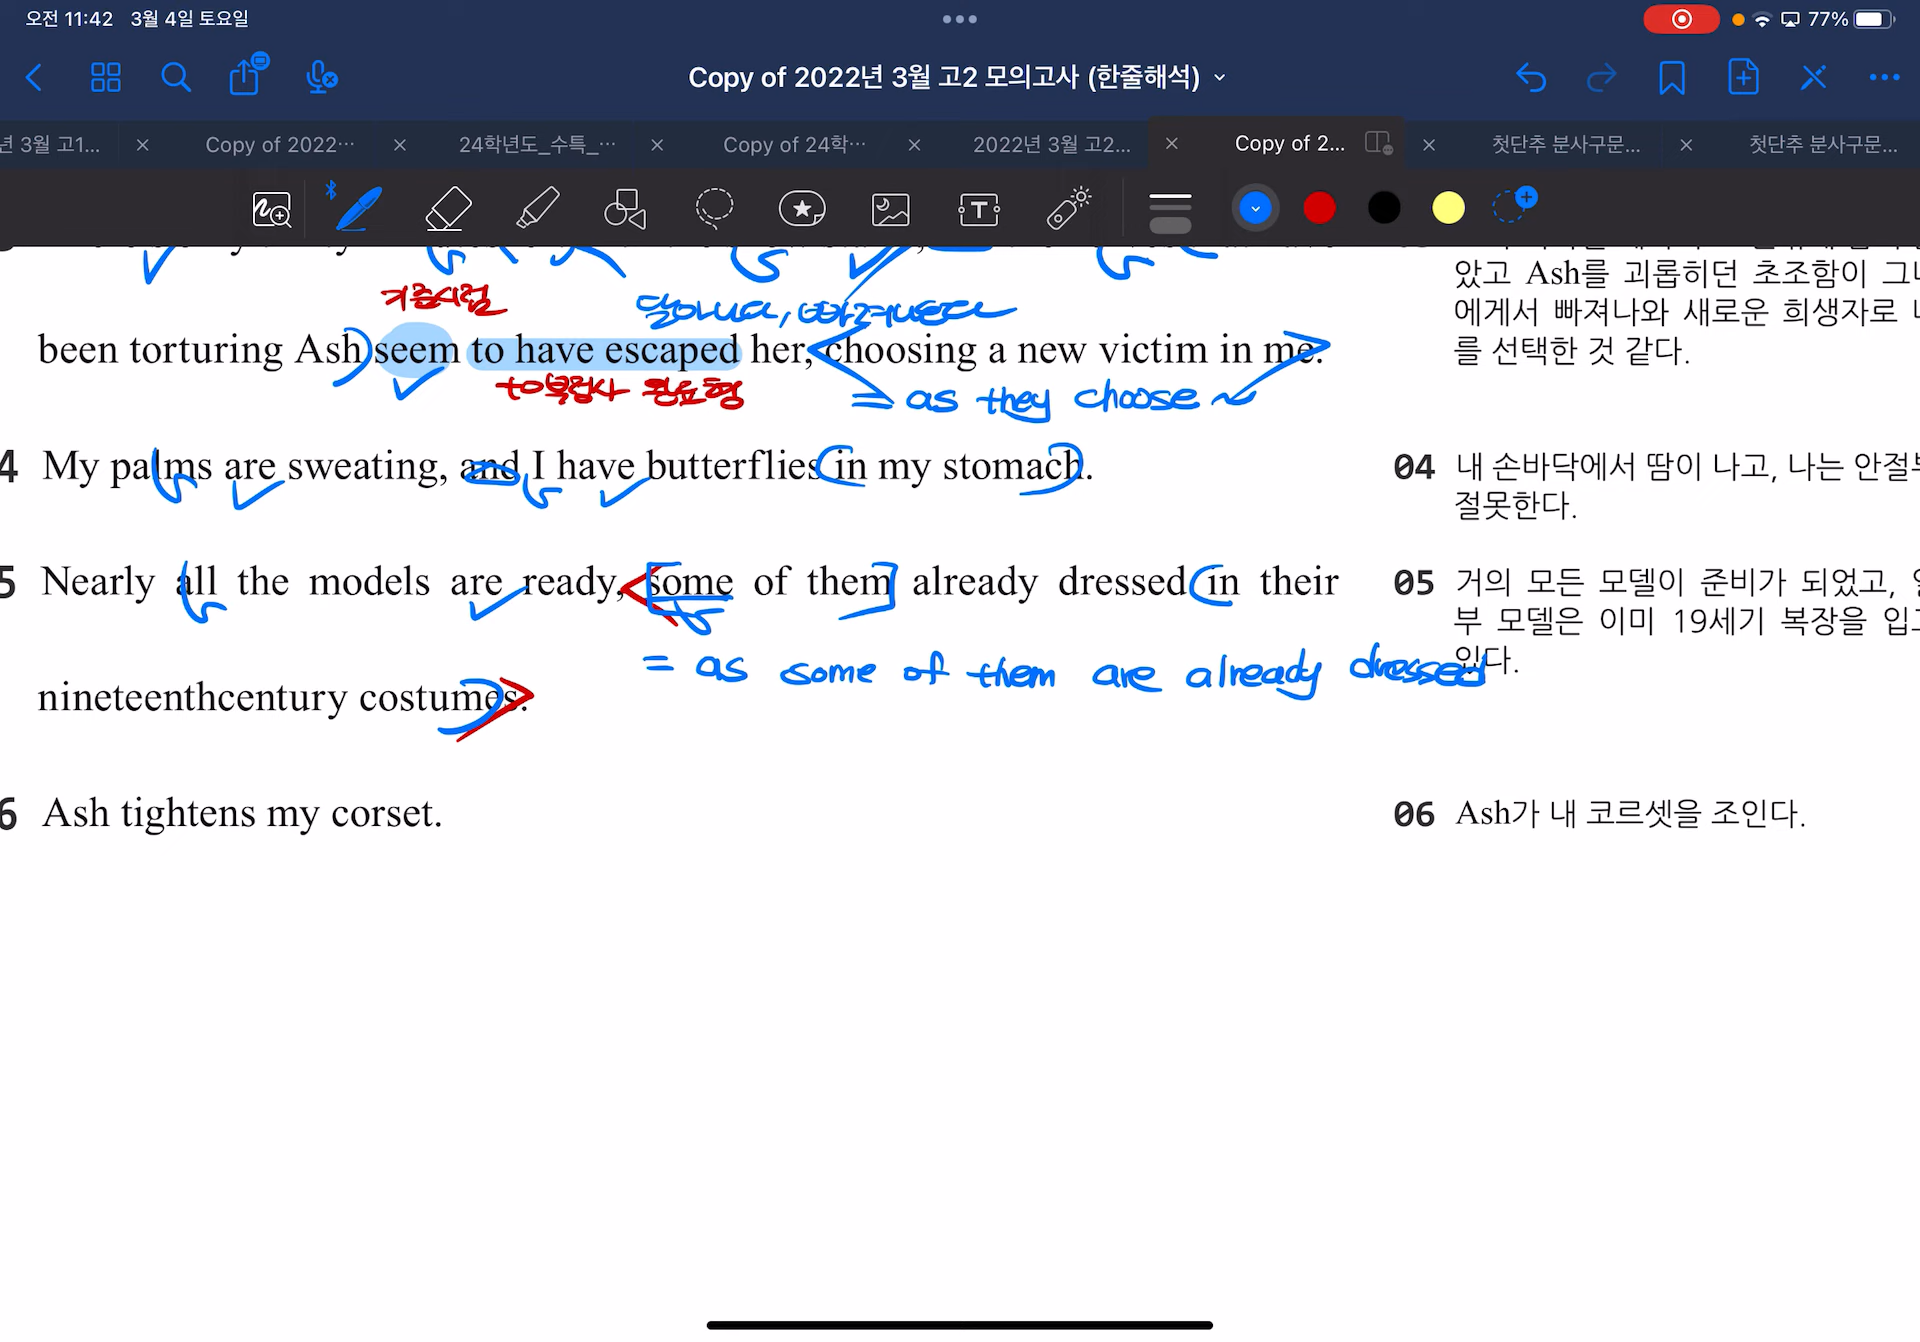 오전 11:42 3월 4일 토요일
77%
Copy of 2022년 3월 고2 모의고사 (한줄해석)
년 3월 고1...
Copy of 2022...
24학년도_수특_...
Copy of 24학...
2022년 3월 고2...
Copy of 2...
첫단추 분사구문...
첫단추 분사구문...
았고 Ash를 괴롭히던 초조함이 그
에게서 빠져나와 새로운 희생자로
를 선택한 것 같다.
been torturing Ash) seem to have escaped her, choosing a new victim in me.
to부정사 완료형
= as they choose ~
4 My palms are sweating, and I have butterflies (in my stomach).
04 내 손바닥에서 땀이 나고, 나는 안절부
절못한다.
5 Nearly all the models are ready, <[some of them] already dressed (in their
05 거의 모든 모델이 준비가 되었고,
부 모델은 이미 19세기 복장을 입고
있다.
= as some of them are already dressed
nineteenthcentury costumes)>.
6 Ash tightens my corset.
06 Ash가 내 코르셋을 조인다.